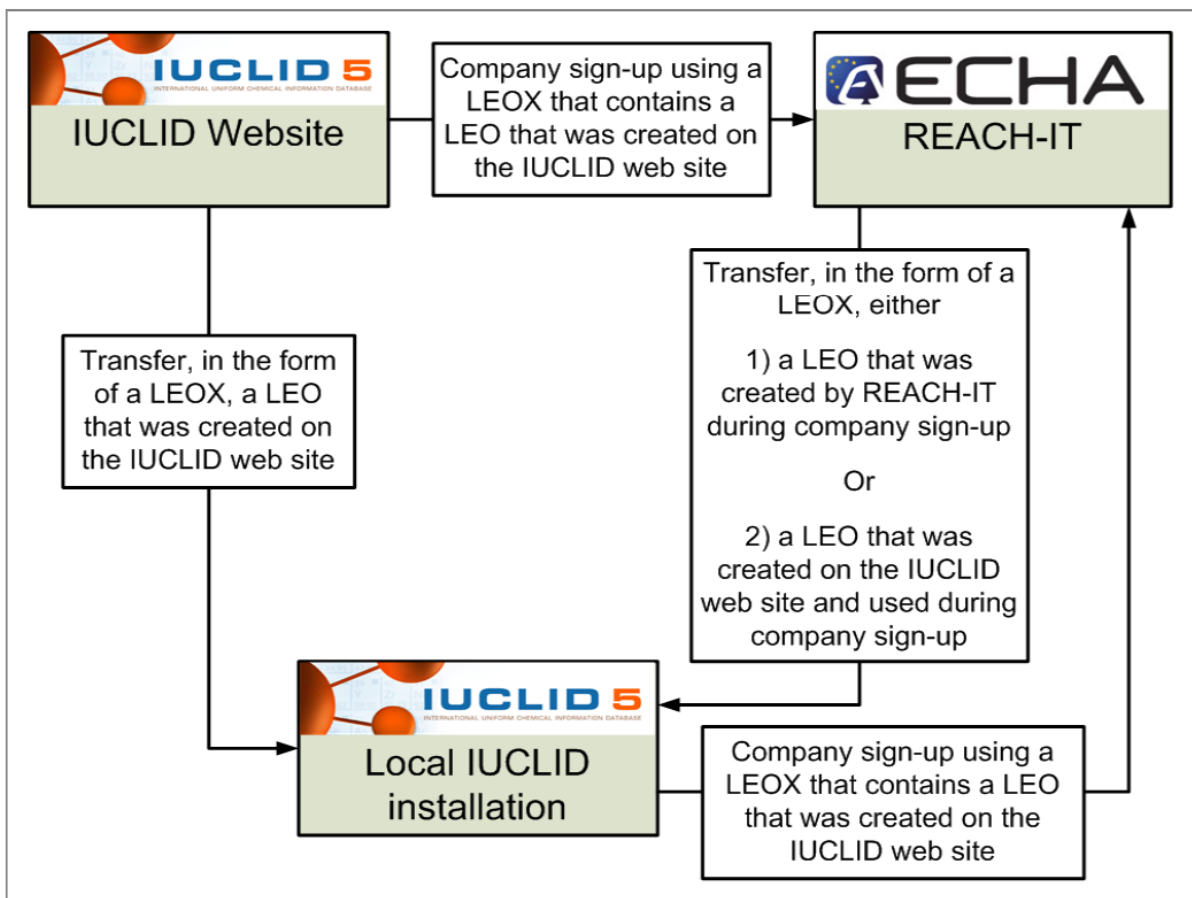 IUCLID 5
INTERNATIONAL UNIFORM CHEMICAL INFORMATION DATABASE
IUCLID Website
Company sign-up using a
LEOX that contains a
LEO that was created on
the IUCLID web site
ECHA
REACH-IT
Transfer, in the form
of a LEOX, a LEO
that was created on
the IUCLID web site
Transfer, in the form of a
LEOX, either
1) a LEO that was
created by REACH-IT
during company sign-up
Or
2) a LEO that was
created on the IUCLID
web site and used during
company sign-up
IUCLID 5
INTERNATIONAL UNIFORM CHEMICAL INFORMATION DATABASE
Local IUCLID
installation
Company sign-up using a
LEOX that contains a LEO
that was created on the
IUCLID web site